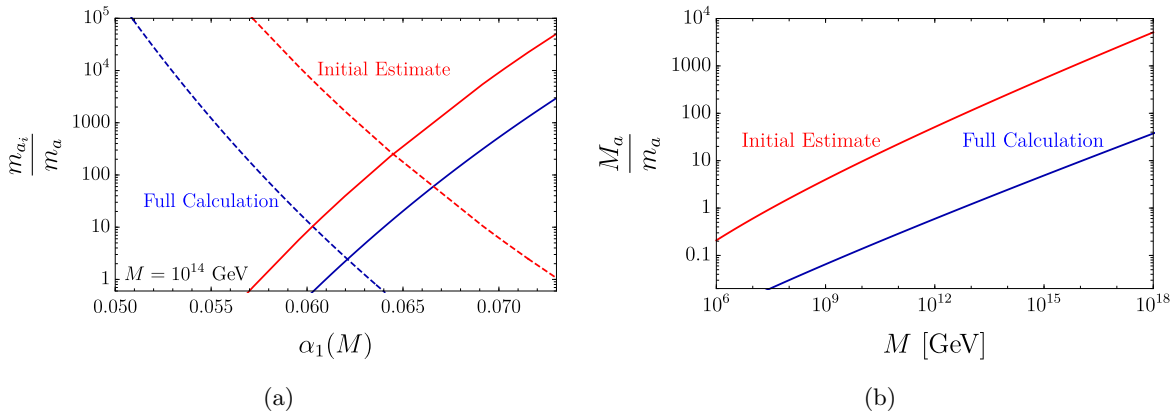 10^5
10^4
1000
100
10
1
m_{a_i}
m_a
Initial Estimate
Full Calculation
M = 10^{14} GeV
0.050
0.055
0.060
0.065
0.070
α_1(M)
(a)
1000
100
10
1
0.1
M_a
m_a
Initial Estimate
Full Calculation
10^6
10^9
10^{12}
10^{15}
10^{18}
M [GeV]
(b)